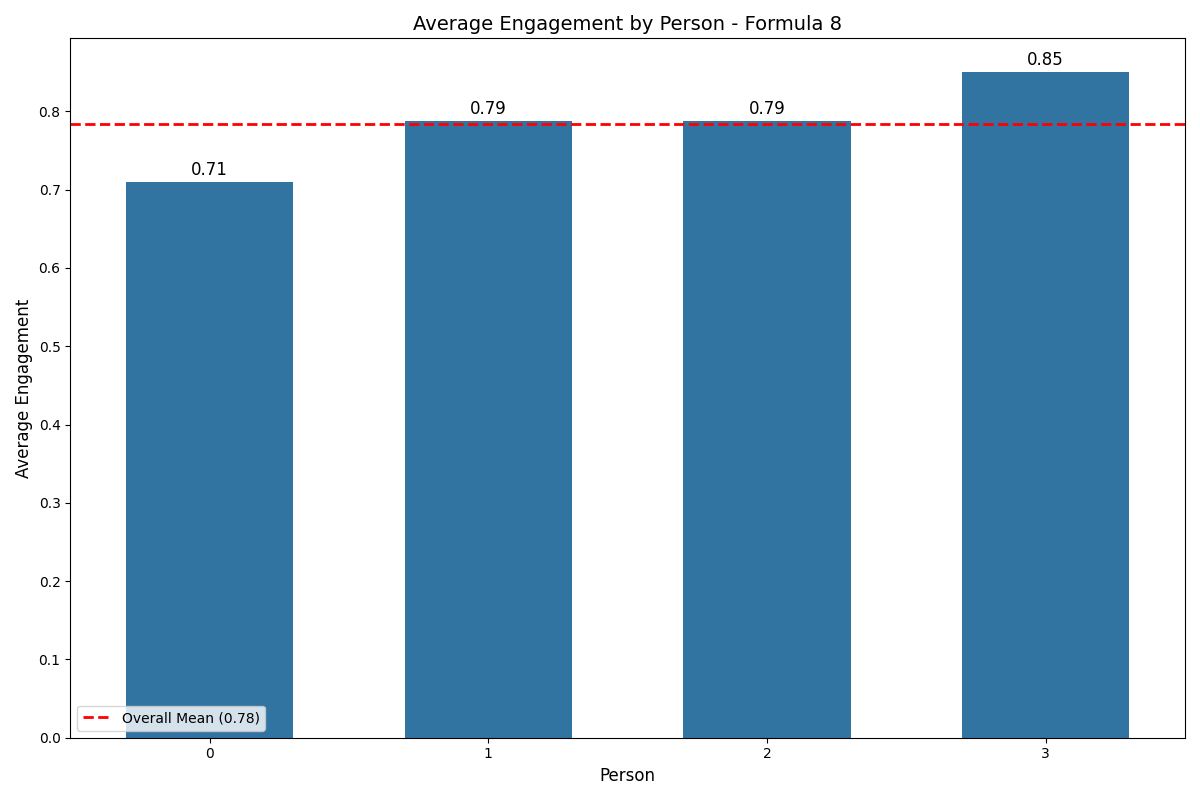 Average Engagement by Person - Formula 8
Average Engagement
0.8
0.7
0.6
0.5
0.4
0.3
0.2
0.1
0.0
0.71
0.79
0.79
0.85
Overall Mean (0.78)
0 1 2 3
Person